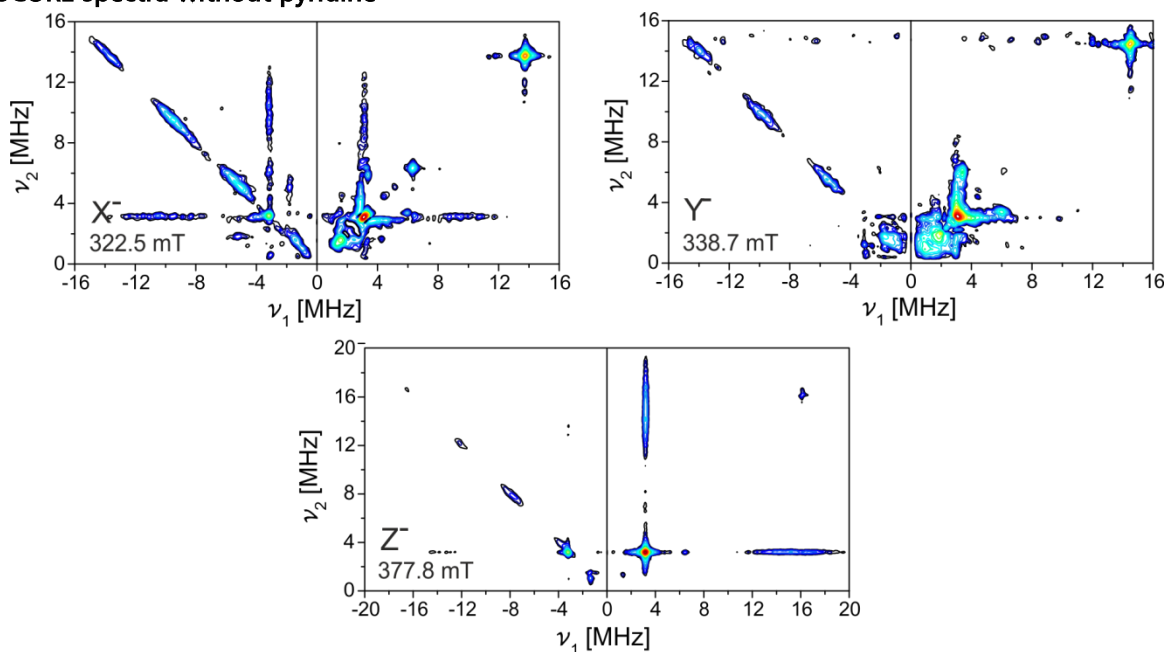 spectra without pyridine
16
12
8
4
0
ν₂ [MHz]
X⁻
322.5 mT
-16 -12 -8 -4 0 4 8 12 16
ν₁ [MHz]
16
12
8
4
0
ν₂ [MHz]
Y⁻
338.7 mT
-16 -12 -8 -4 0 4 8 12 16
ν₁ [MHz]
20
16
12
8
4
0
ν₂ [MHz]
Z⁻
377.8 mT
-20 -16 -12 -8 -4 0 4 8 12 16 20
ν₁ [MHz]